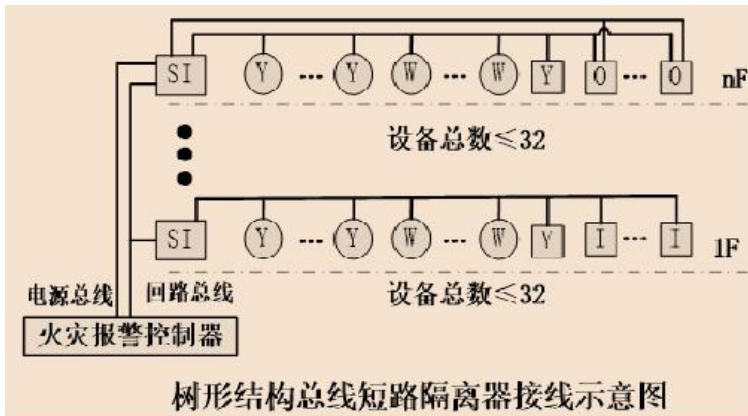 SI Y ... Y W ... W Y O ... O nF
设备总数≤32
SI Y ... Y W ... W Y I ... I 1F
电源总线 回路总线 设备总数≤32
火灾报警控制器
树形结构总线短路隔离器接线示意图